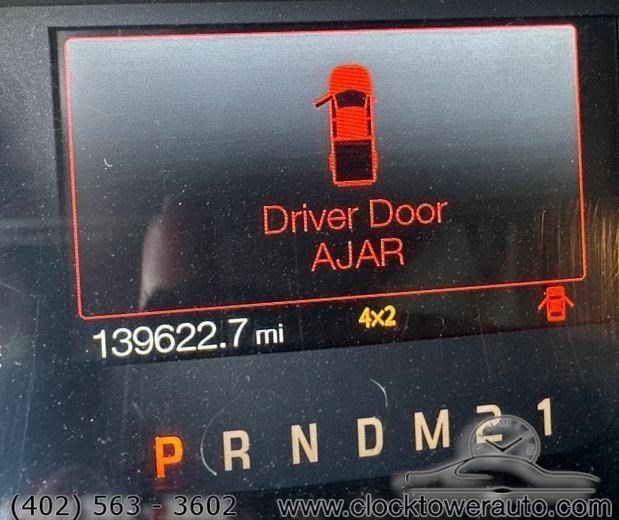 Driver Door
AJAR
139622.7 mi 4x2
P R N D M 2 1
(402) 563 - 3602 www.clocktowerauto.com